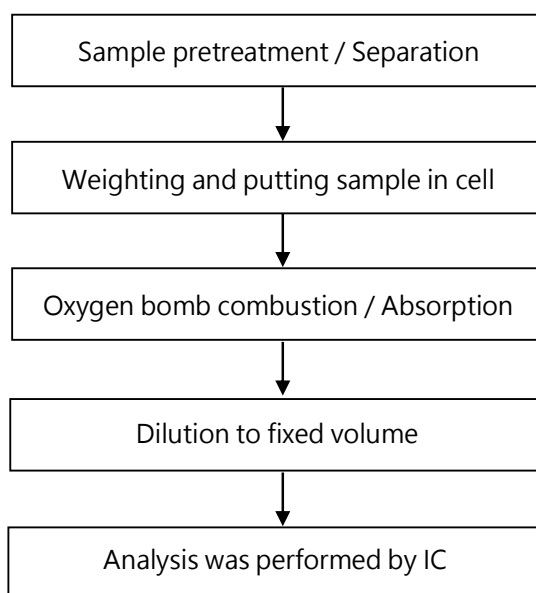 Sample pretreatment / Separation
Weighting and putting sample in cell
Oxygen bomb combustion / Absorption
Dilution to fixed volume
Analysis was performed by IC